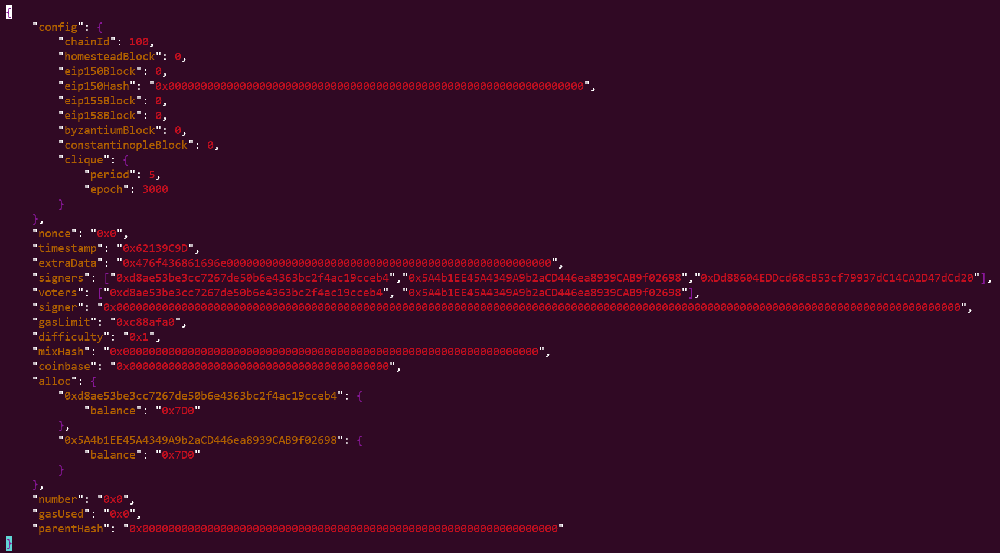 {
    "config": {
        "chainId": 100,
        "homesteadBlock": 0,
        "eip150Block": 0,
        "eip150Hash": "0x0000000000000000000000000000000000000000000000000000000000000000",
        "eip155Block": 0,
        "eip158Block": 0,
        "byzantiumBlock": 0,
        "constantinopleBlock": 0,
        "clique": {
            "period": 5,
            "epoch": 3000
        }
    },
    "nonce": "0x0",
    "timestamp": "0x62139C9D",
    "extraData": "0x476f436861696e00000000000000000000000000000000000000000000000000",
    "signers": ["0xd8ae53be3cc7267de50b6e4363bc2f4ac19cceb4","0x5A4b1EE45A4349A9b2aCD446ea8939CAB9f02698","0xDd88604EDDcd68cB53cf79937dC14CA2D47dCd20"],
    "voters": ["0xd8ae53be3cc7267de50b6e4363bc2f4ac19cceb4", "0x5A4b1EE45A4349A9b2aCD446ea8939CAB9f02698"],
    "signer": "0x0000000000000000000000000000000000000000000000000000000000000000000000000000000000000000000000000000000000000000000000000000000000",
    "gasLimit": "0xc88afa0",
    "difficulty": "0x1",
    "mixHash": "0x0000000000000000000000000000000000000000000000000000000000000000",
    "coinbase": "0x0000000000000000000000000000000000000000",
    "alloc": {
        "0xd8ae53be3cc7267de50b6e4363bc2f4ac19cceb4": {
            "balance": "0x7D0"
        },
        "0x5A4b1EE45A4349A9b2aCD446ea8939CAB9f02698": {
            "balance": "0x7D0"
        }
    },
    "number": "0x0",
    "gasUsed": "0x0",
    "parentHash": "0x0000000000000000000000000000000000000000000000000000000000000000"
}